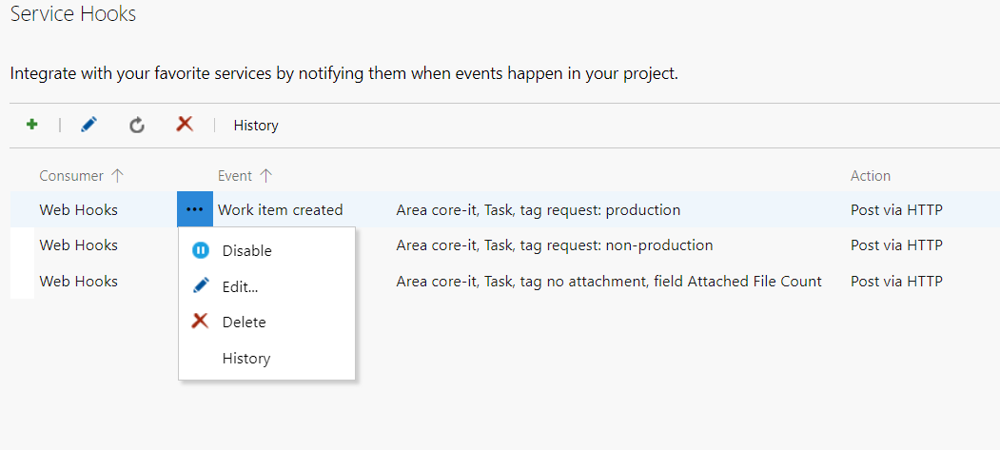 Service Hooks
Integrate with your favorite services by notifying them when events happen in your project.
History
Consumer Event Action
Web Hooks Work item created Area core-it, Task, tag request: production Post via HTTP
Web Hooks Area core-it, Task, tag request: non-production Post via HTTP
Web Hooks Area core-it, Task, tag no attachment, field Attached File Count Post via HTTP
Disable
Edit...
Delete
History